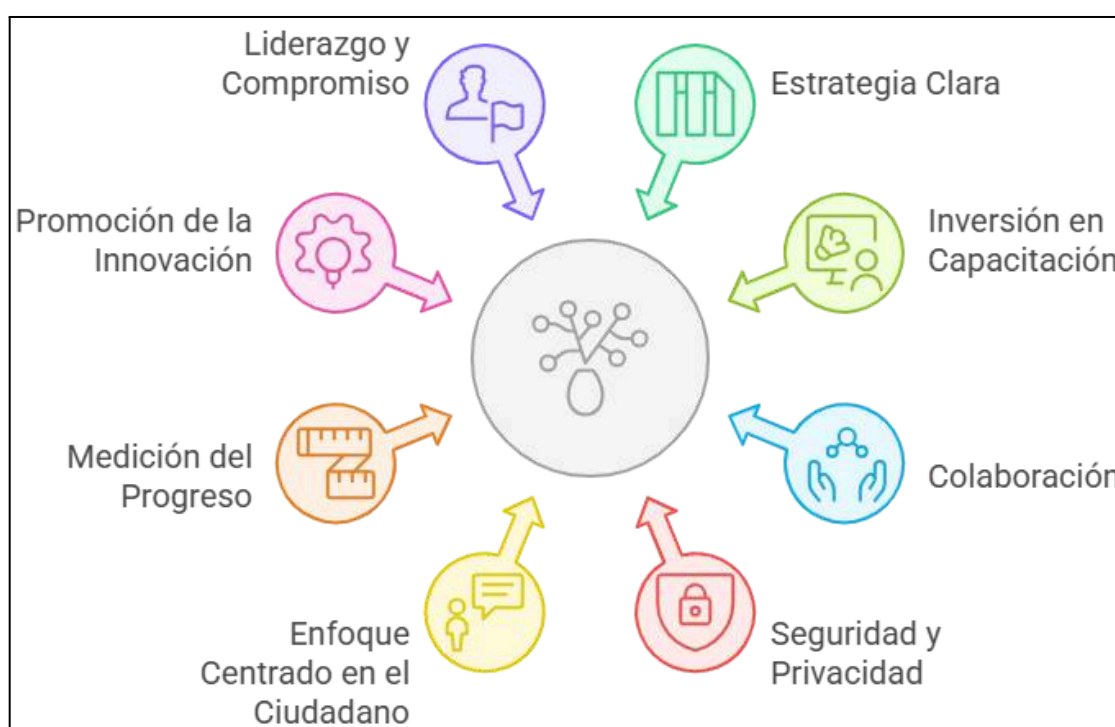 Liderazgo y
Compromiso
Estrategia Clara
Promoción de la
Innovación
Inversión en
Capacitación
Medición del
Progreso
Colaboración
Enfoque
Centrado en el
Ciudadano
Seguridad y
Privacidad